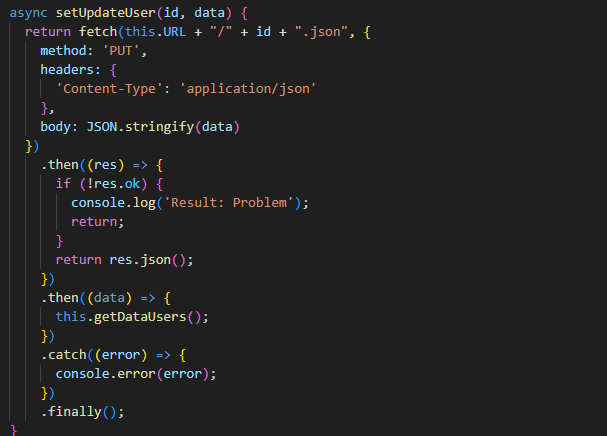 async setUpdateUser(id, data) {
  return fetch(this.URL + "/" + id + ".json", {
    method: 'PUT',
    headers: {
      'Content-Type': 'application/json'
    },
    body: JSON.stringify(data)
  })
    .then((res) => {
      if (!res.ok) {
        console.log('Result: Problem');
        return;
      }
      return res.json();
    })
    .then((data) => {
      this.getDataUsers();
    })
    .catch((error) => {
      console.error(error);
    })
    .finally();
}